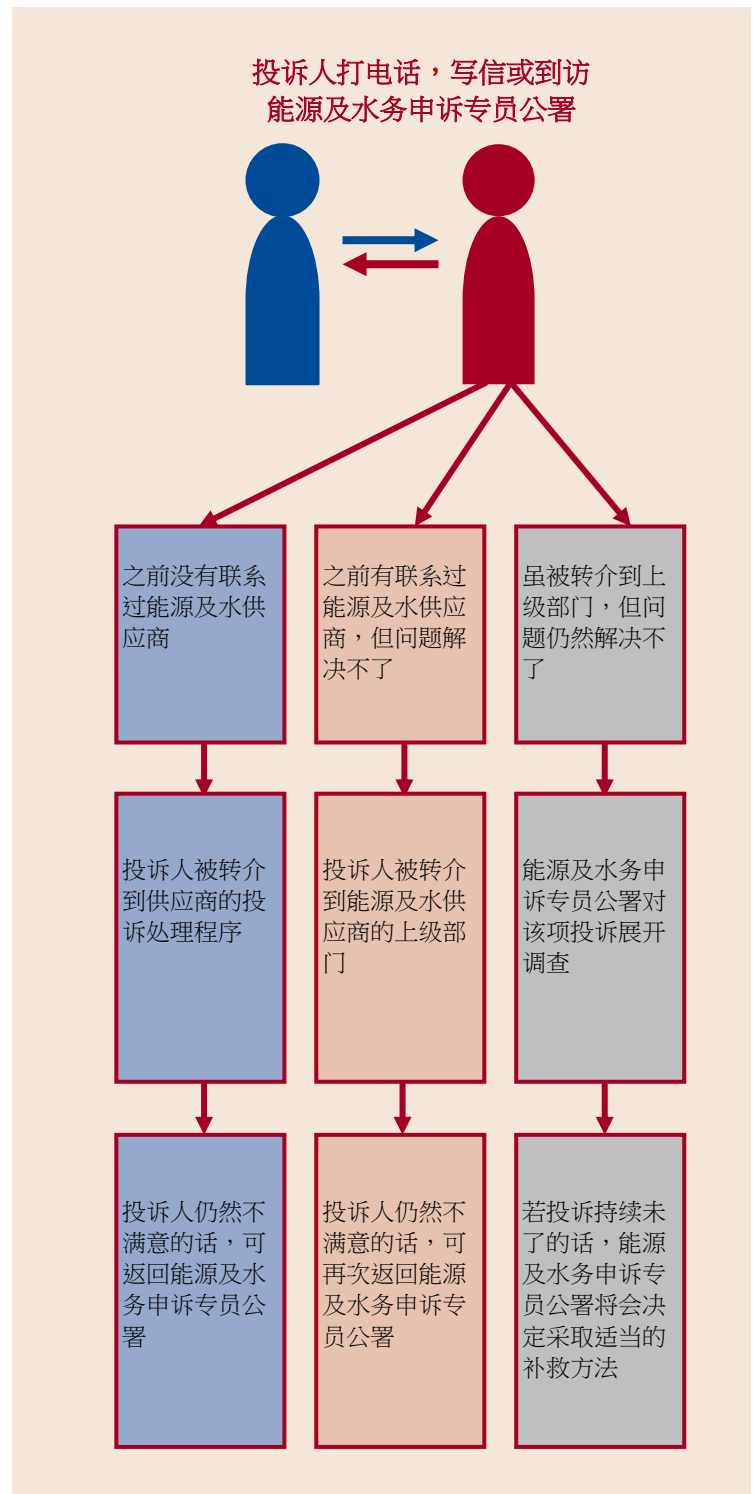 投诉人打电话，写信或到访
能源及水务申诉专员公署
之前没有联系
过能源及水供
应商
之前有联系过
能源及水供应
商，但问题解
决不了
虽被转介到上
级部门，但问
题仍然解决不
了
投诉人被转介
到供应商的投
诉处理程序
投诉人被转介
到能源及水供
应商的上级部
门
能源及水务申
诉专员公署对
该项投诉展开
调查
投诉人仍然不
满意的话，可
返回能源及水
务申诉专员公
署
投诉人仍然不
满意的话，可
再次返回能源
及水务申诉专
员公署
若投诉持续未
了的话，能源
及水务申诉专
员公署将会决
定采取适当的
补救方法